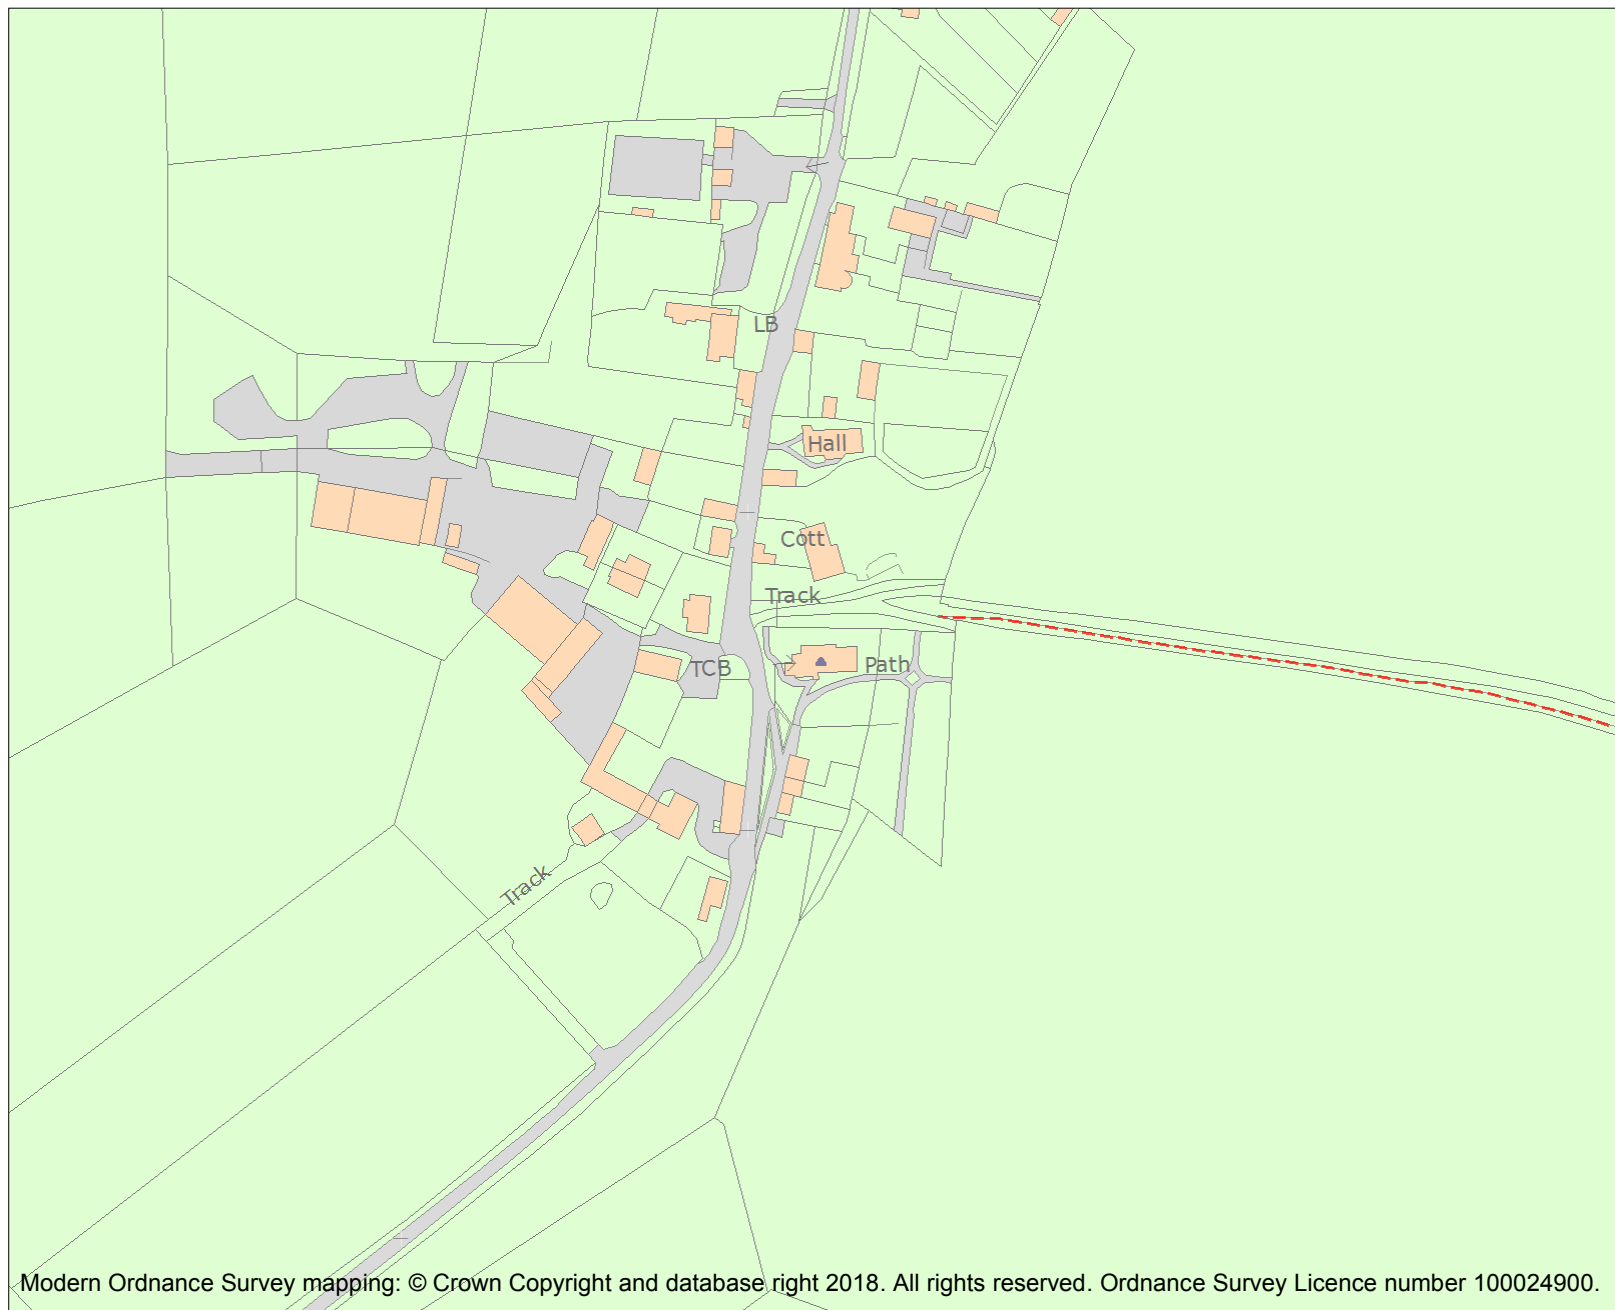 LB
Hall
Cott
Track
TCB
Path
Track
Modern Ordnance Survey mapping: © Crown Copyright and database right 2018. All rights reserved. Ordnance Survey Licence number 100024900.